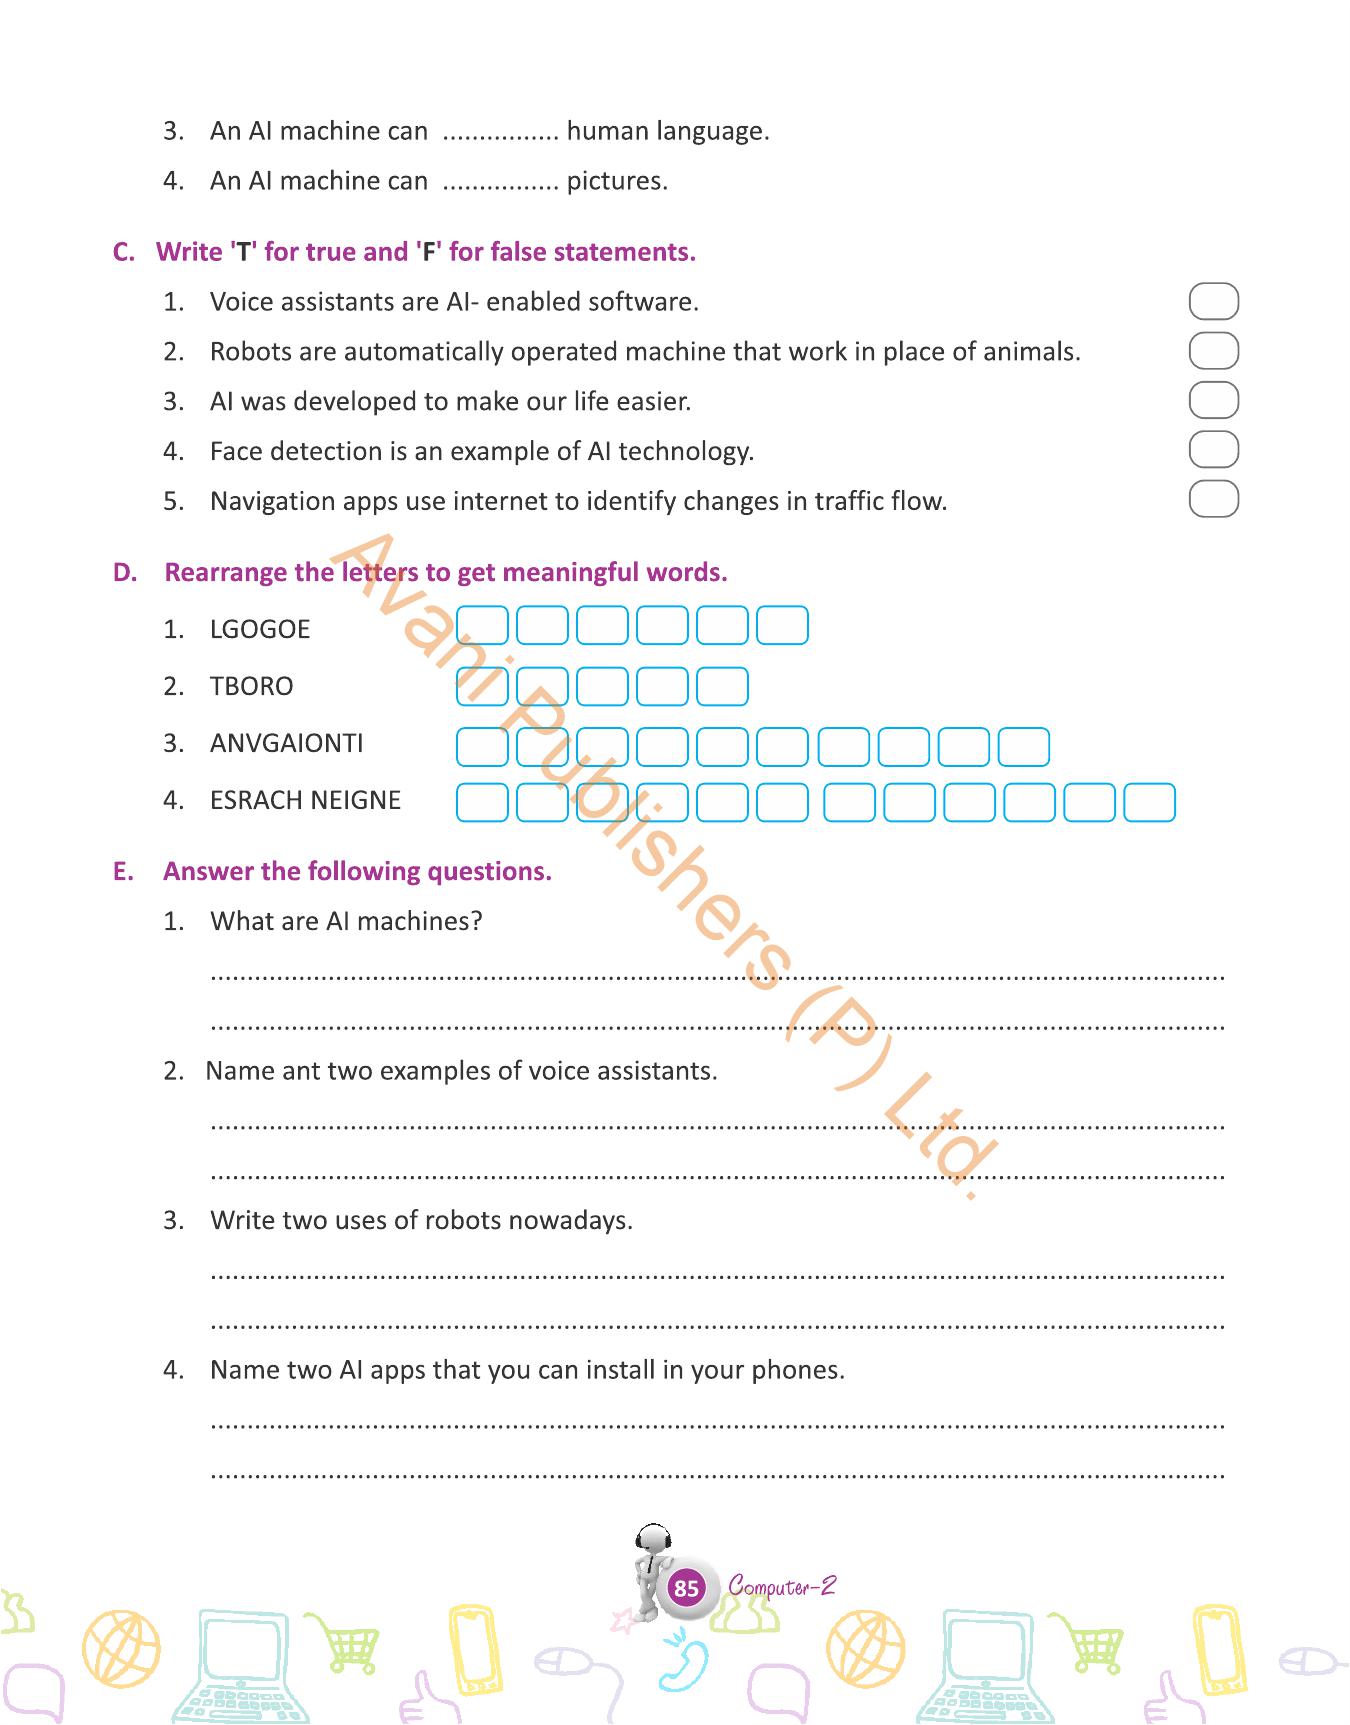 3. An AI machine can ................ human language.
4. An AI machine can ................ pictures.
C. Write 'T' for true and 'F' for false statements.
1. Voice assistants are AI- enabled software.
2. Robots are automatically operated machine that work in place of animals.
3. AI was developed to make our life easier.
4. Face detection is an example of AI technology.
5. Navigation apps use internet to identify changes in traffic flow.
D. Rearrange the letters to get meaningful words.
1. LGOGOE
2. TBORO
3. ANVGAIONTI
4. ESRACH NEIGNE
E. Answer the following questions.
1. What are AI machines?
2. Name ant two examples of voice assistants.
3. Write two uses of robots nowadays.
4. Name two AI apps that you can install in your phones.
Avani Publishers (P) Ltd.
85 Computer-2